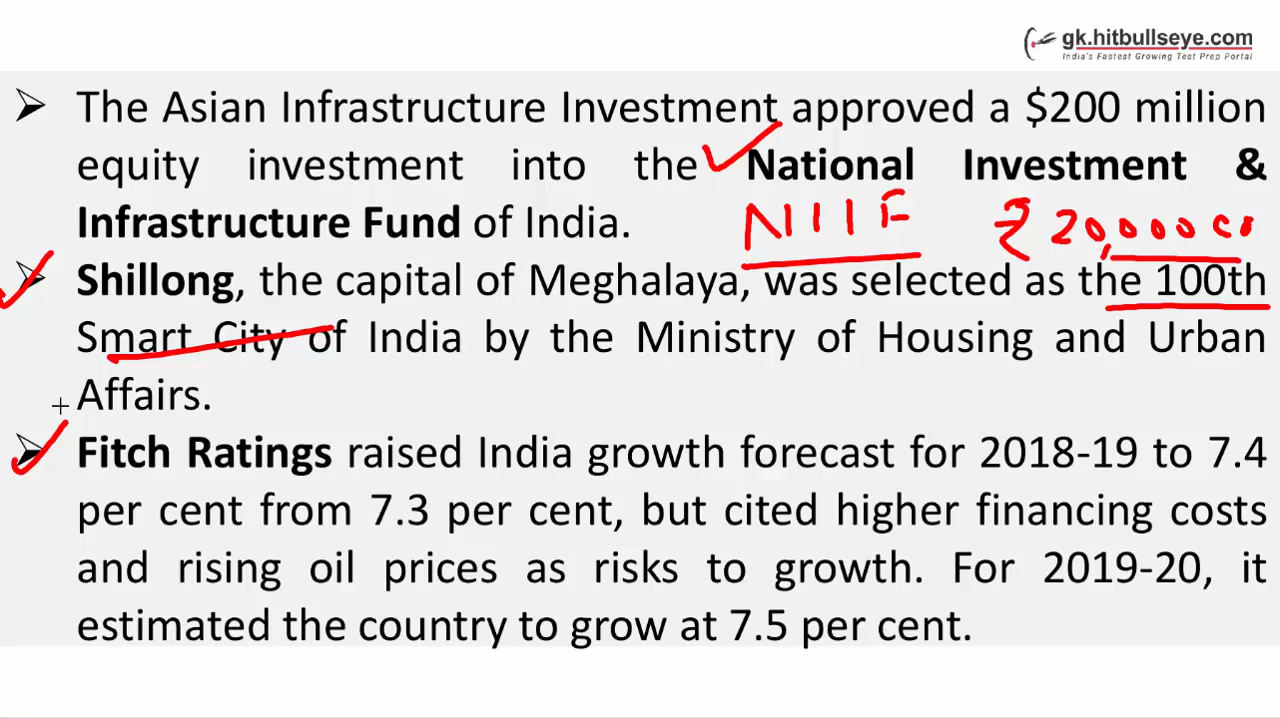 gk.hitbullseye.com
India's Fastest Growing Test Prep Portal
➢ The Asian Infrastructure Investment approved a $200 million
equity investment into the National Investment &
Infrastructure Fund of India.
NIIF ₹ 20,000 cr
➢ Shillong, the capital of Meghalaya, was selected as the 100th
Smart City of India by the Ministry of Housing and Urban
Affairs.
➢ Fitch Ratings raised India growth forecast for 2018-19 to 7.4
per cent from 7.3 per cent, but cited higher financing costs
and rising oil prices as risks to growth. For 2019-20, it
estimated the country to grow at 7.5 per cent.